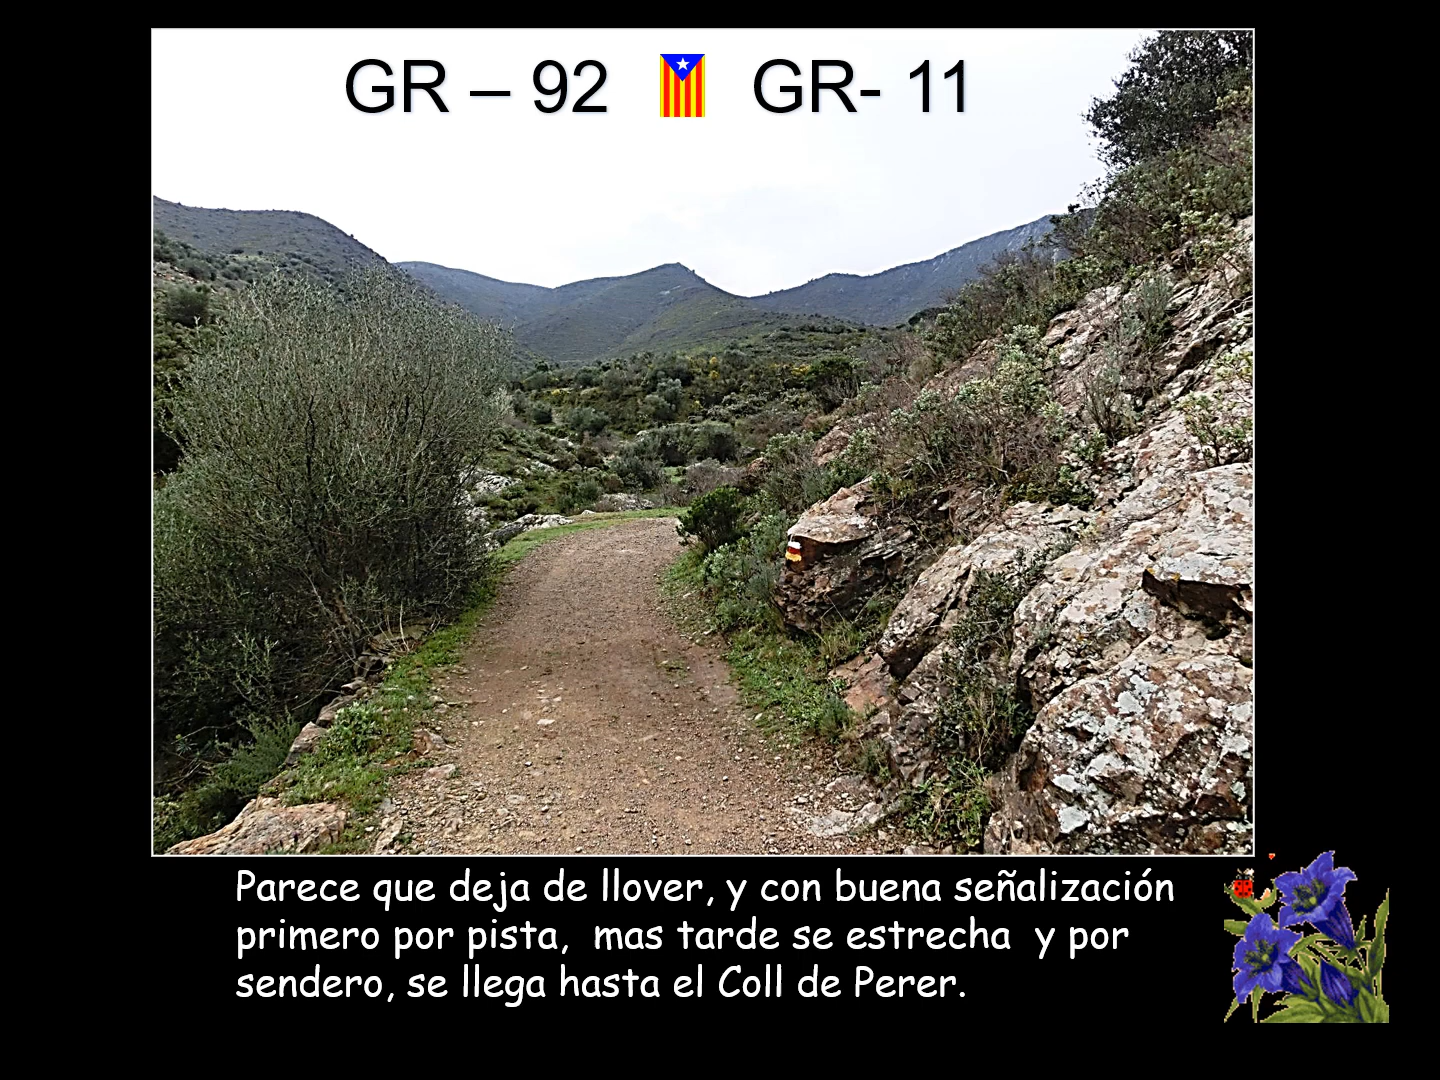 GR – 92 GR- 11
Parece que deja de llover, y con buena señalización
primero por pista, mas tarde se estrecha y por
sendero, se llega hasta el Coll de Perer.